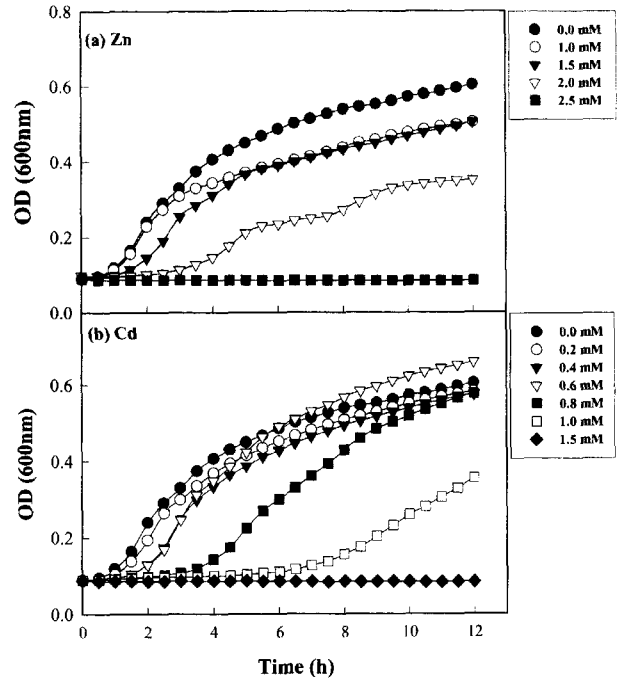 (a) Zn
0.8
0.6
0.4
0.2
0.0
OD (600nm)
0.0 mM
1.0 mM
1.5 mM
2.0 mM
2.5 mM
(b) Cd
0.6
0.4
0.2
0.0
OD (600nm)
0.0 mM
0.2 mM
0.4 mM
0.6 mM
0.8 mM
1.0 mM
1.5 mM
0 2 4 6 8 10 12
Time (h)